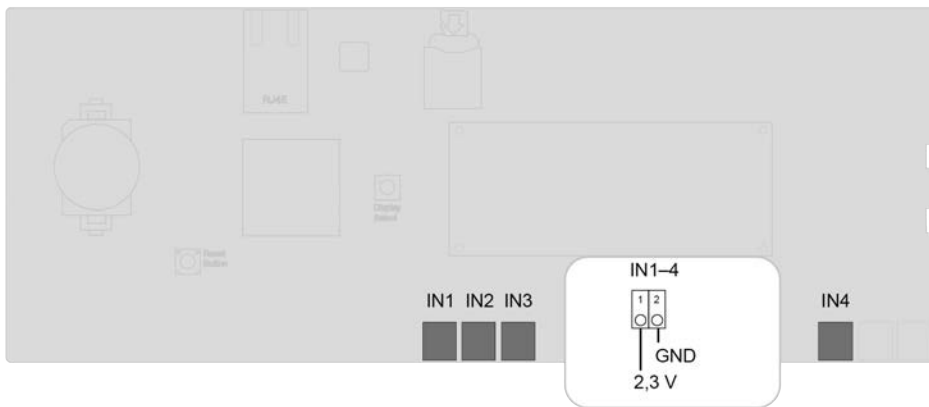 RJ45
Display
Select
Reset
Button
IN1–4
1 2
GND
2,3 V
IN1 IN2 IN3
IN4